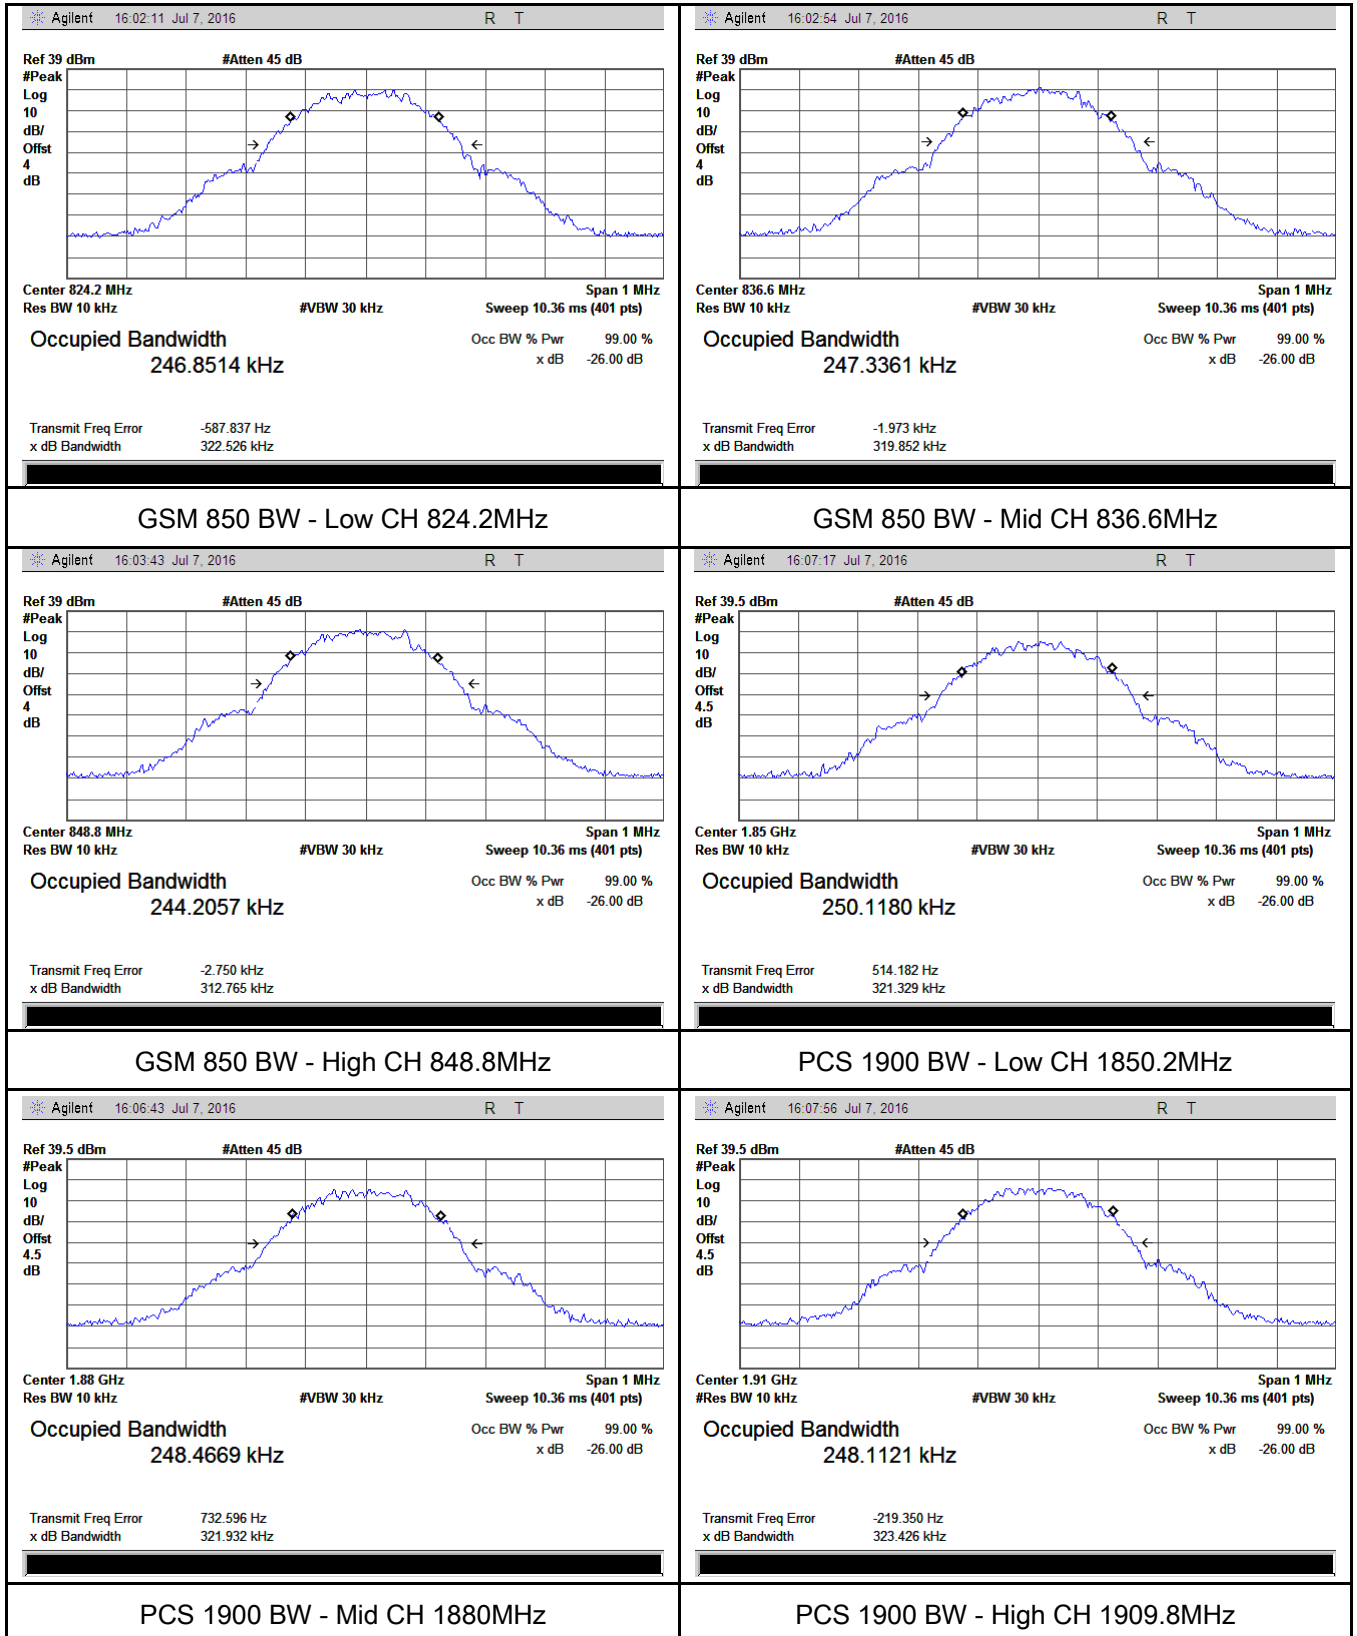 Agilent 16:02:11 Jul 7, 2016 R T
Ref 39 dBm #Atten 45 dB
#Peak
Log
10
dB/
Offst
4
dB
Center 824.2 MHz Span 1 MHz
Res BW 10 kHz #VBW 30 kHz Sweep 10.36 ms (401 pts)
Occupied Bandwidth Occ BW % Pwr 99.00 %
246.8514 kHz x dB -26.00 dB
Transmit Freq Error -587.837 Hz
x dB Bandwidth 322.526 kHz
GSM 850 BW - Low CH 824.2MHz
Agilent 16:02:54 Jul 7, 2016 R T
Ref 39 dBm #Atten 45 dB
#Peak
Log
10
dB/
Offst
4
dB
Center 836.6 MHz Span 1 MHz
Res BW 10 kHz #VBW 30 kHz Sweep 10.36 ms (401 pts)
Occupied Bandwidth Occ BW % Pwr 99.00 %
247.3361 kHz x dB -26.00 dB
Transmit Freq Error -1.973 kHz
x dB Bandwidth 319.852 kHz
GSM 850 BW - Mid CH 836.6MHz
Agilent 16:03:43 Jul 7, 2016 R T
Ref 39 dBm #Atten 45 dB
#Peak
Log
10
dB/
Offst
4
dB
Center 848.8 MHz Span 1 MHz
Res BW 10 kHz #VBW 30 kHz Sweep 10.36 ms (401 pts)
Occupied Bandwidth Occ BW % Pwr 99.00 %
244.2057 kHz x dB -26.00 dB
Transmit Freq Error -2.750 kHz
x dB Bandwidth 312.765 kHz
GSM 850 BW - High CH 848.8MHz
Agilent 16:07:17 Jul 7, 2016 R T
Ref 39.5 dBm #Atten 45 dB
#Peak
Log
10
dB/
Offst
4.5
dB
Center 1.85 GHz Span 1 MHz
Res BW 10 kHz #VBW 30 kHz Sweep 10.36 ms (401 pts)
Occupied Bandwidth Occ BW % Pwr 99.00 %
250.1180 kHz x dB -26.00 dB
Transmit Freq Error 514.182 Hz
x dB Bandwidth 321.329 kHz
PCS 1900 BW - Low CH 1850.2MHz
Agilent 16:06:43 Jul 7, 2016 R T
Ref 39.5 dBm #Atten 45 dB
#Peak
Log
10
dB/
Offst
4.5
dB
Center 1.88 GHz Span 1 MHz
#Res BW 10 kHz #VBW 30 kHz Sweep 10.36 ms (401 pts)
Occupied Bandwidth Occ BW % Pwr 99.00 %
248.4669 kHz x dB -26.00 dB
Transmit Freq Error 732.596 Hz
x dB Bandwidth 321.932 kHz
PCS 1900 BW - Mid CH 1880MHz
Agilent 16:07:56 Jul 7, 2016 R T
Ref 39.5 dBm #Atten 45 dB
#Peak
Log
10
dB/
Offst
4.5
dB
Center 1.91 GHz Span 1 MHz
#Res BW 10 kHz #VBW 30 kHz Sweep 10.36 ms (401 pts)
Occupied Bandwidth Occ BW % Pwr 99.00 %
248.1121 kHz x dB -26.00 dB
Transmit Freq Error -219.350 Hz
x dB Bandwidth 323.426 kHz
PCS 1900 BW - High CH 1909.8MHz